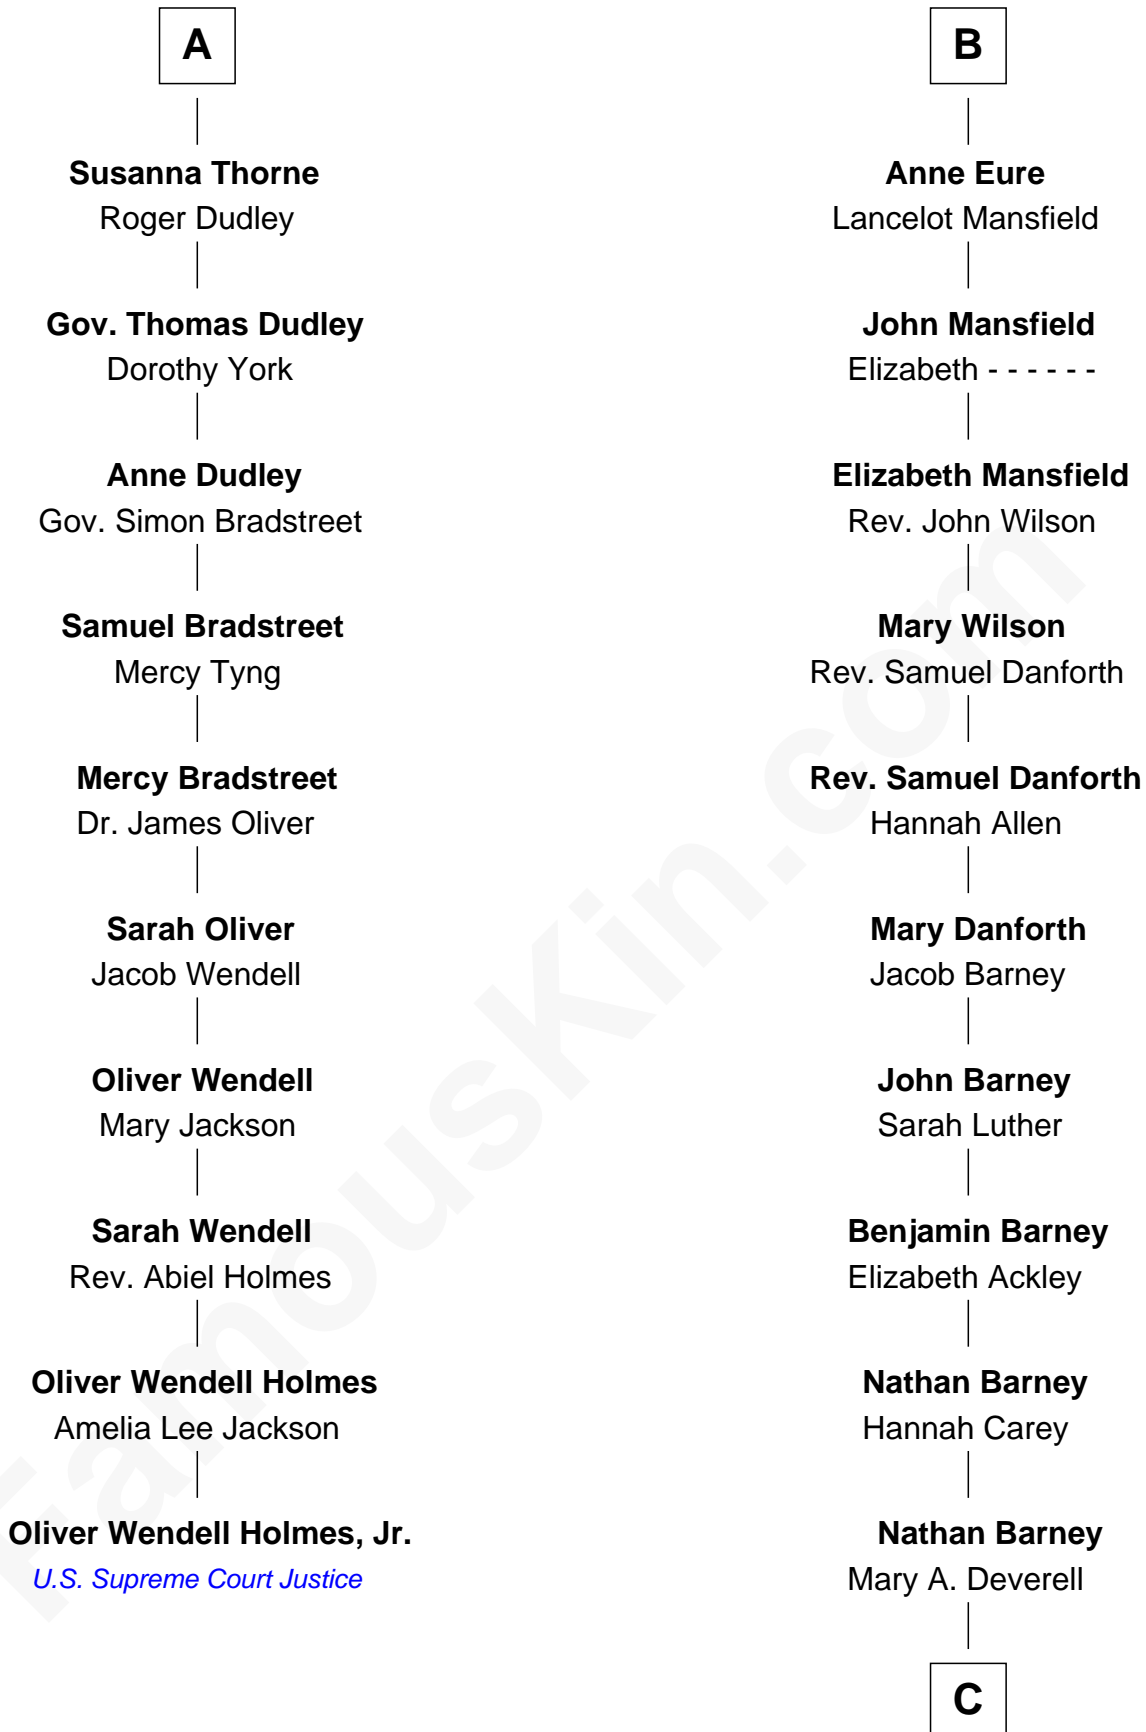 A
Susanna Thorne
Roger Dudley
Gov. Thomas Dudley
Dorothy York
Anne Dudley
Gov. Simon Bradstreet
Samuel Bradstreet
Mercy Tyng
Mercy Bradstreet
Dr. James Oliver
Sarah Oliver
Jacob Wendell
Oliver Wendell
Mary Jackson
Sarah Wendell
Rev. Abiel Holmes
Oliver Wendell Holmes
Amelia Lee Jackson
Oliver Wendell Holmes, Jr.
U.S. Supreme Court Justice
B
Anne Eure
Lancelot Mansfield
John Mansfield
Elizabeth - - - - - -
Elizabeth Mansfield
Rev. John Wilson
Mary Wilson
Rev. Samuel Danforth
Rev. Samuel Danforth
Hannah Allen
Mary Danforth
Jacob Barney
John Barney
Sarah Luther
Benjamin Barney
Elizabeth Ackley
Nathan Barney
Hannah Carey
Nathan Barney
Mary A. Deverell
C
FamousKin.com